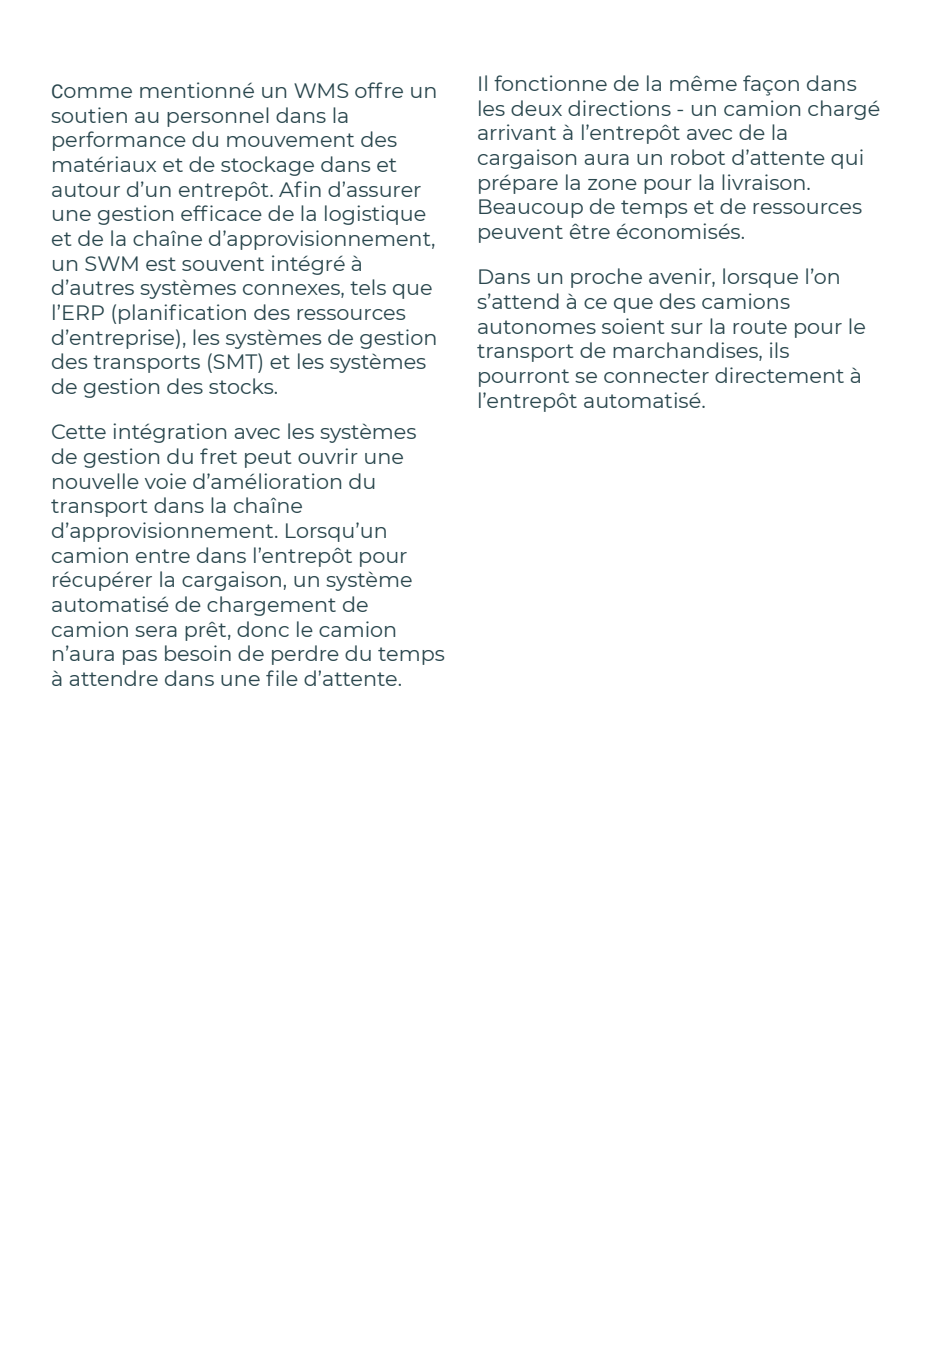 Comme mentionné un WMS offre un
soutien au personnel dans la
performance du mouvement des
matériaux et de stockage dans et
autour d’un entrepôt. Afin d’assurer
une gestion efficace de la logistique
et de la chaîne d’approvisionnement,
un SWM est souvent intégré à
d’autres systèmes connexes, tels que
l’ERP (planification des ressources
d’entreprise), les systèmes de gestion
des transports (SMT) et les systèmes
de gestion des stocks.
Cette intégration avec les systèmes
de gestion du fret peut ouvrir une
nouvelle voie d’amélioration du
transport dans la chaîne
d’approvisionnement. Lorsqu’un
camion entre dans l’entrepôt pour
récupérer la cargaison, un système
automatisé de chargement de
camion sera prêt, donc le camion
n’aura pas besoin de perdre du temps
à attendre dans une file d’attente.
Il fonctionne de la même façon dans
les deux directions - un camion chargé
arrivant à l’entrepôt avec de la
cargaison aura un robot d’attente qui
prépare la zone pour la livraison.
Beaucoup de temps et de ressources
peuvent être économisés.
Dans un proche avenir, lorsque l’on
s’attend à ce que des camions
autonomes soient sur la route pour le
transport de marchandises, ils
pourront se connecter directement à
l’entrepôt automatisé.